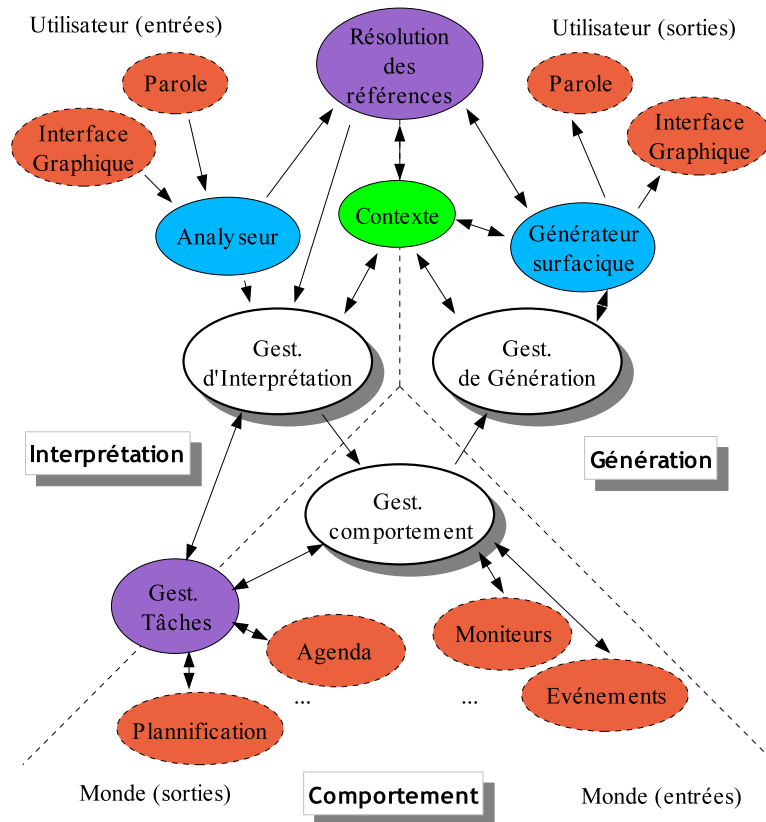 Utilisateur (entrées)
Utilisateur (sorties)
Résolution
des
références
Parole
Parole
Interface
Graphique
Interface
Graphique
Analyseur
Contexte
Générateur
surfacique
Gest.
d'Interprétation
Gest.
de Génération
Interprétation
Génération
Gest.
comportement
Gest.
Tâches
Agenda
Moniteurs
Plannification
Evénements
...
...
Monde (sorties)
Comportement
Monde (entrées)